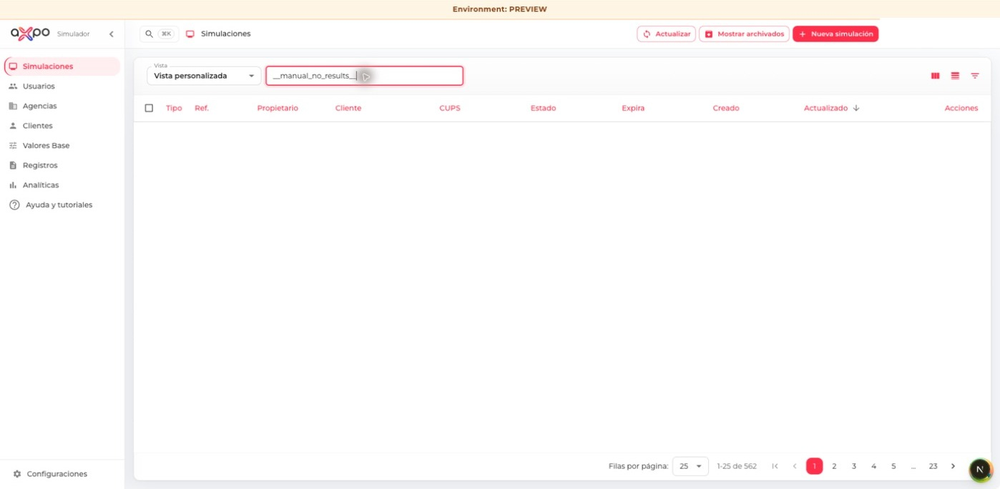 Environment: PREVIEW
axpo Simulador
⌘K Simulaciones Actualizar Mostrar archivados + Nueva simulación
Simulaciones
Usuarios
Agencias
Clientes
Valores Base
Registros
Analíticas
Ayuda y tutoriales
Configuraciones
Vista
Vista personalizada __manual_no_results__
Tipo Ref. Propietario Cliente CUPS Estado Expira Creado Actualizado Acciones
Filas por página: 25 1-25 de 562 1 2 3 4 5 ... 23 N